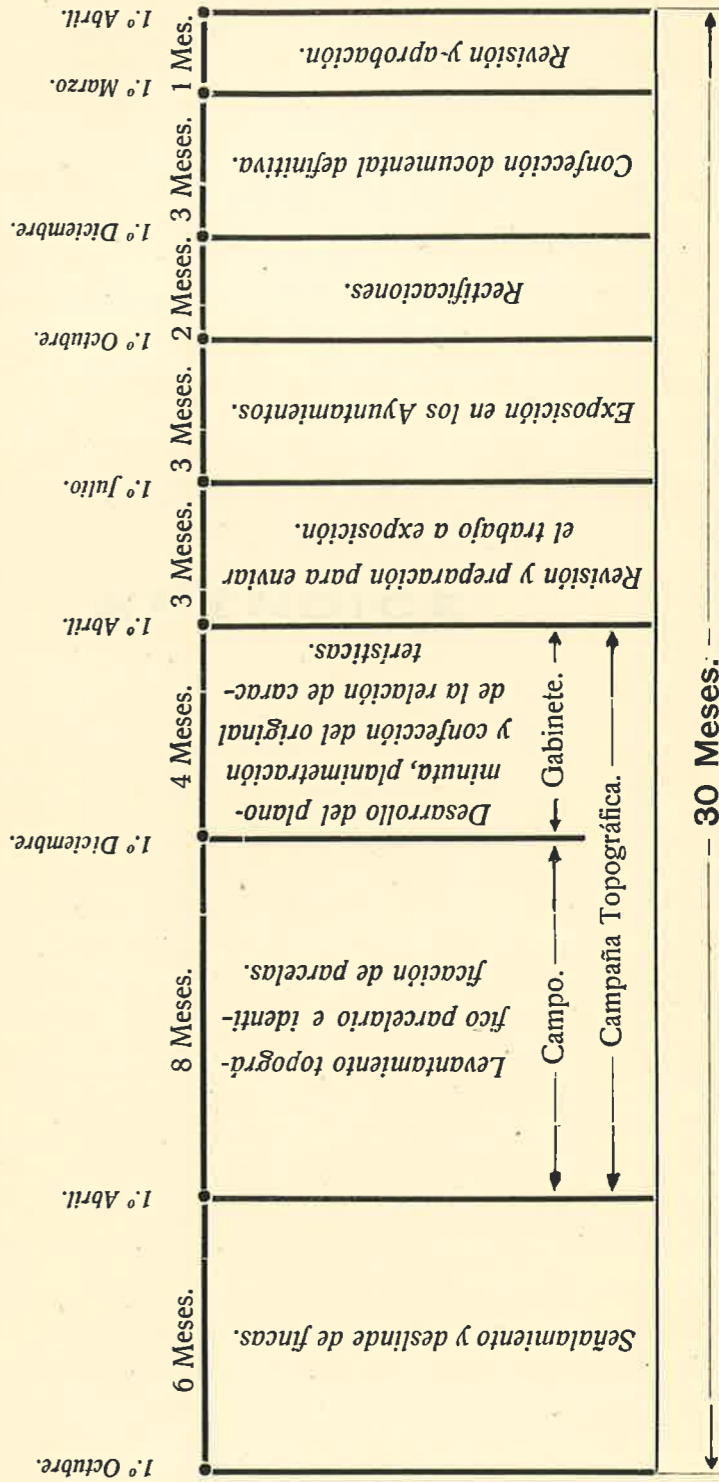 1.º Octubre.
1.º Abril.
1.º Diciembre.
1.º Abril.
1.º Julio.
1.º Octubre.
1.º Diciembre.
1.º Marzo.
1.º Abril.
6 Meses.
8 Meses.
4 Meses.
3 Meses.
3 Meses.
2 Meses.
3 Meses.
1 Mes.
Señalamiento y deslinde de fincas.
Levantamiento topográ-
fico parcelario e identi-
ficación de parcelas.
Desarrollo del plano-
minuta, planimetración
y confección del original
de la relación de carac-
terísticas.
Revisión y preparación para enviar
el trabajo a exposición.
Exposición en los Ayuntamientos.
Rectificaciones.
Confección documental definitiva.
Revisión y aprobación.
Campo.
Gabinete.
Campaña Topográfica.
30 Meses.